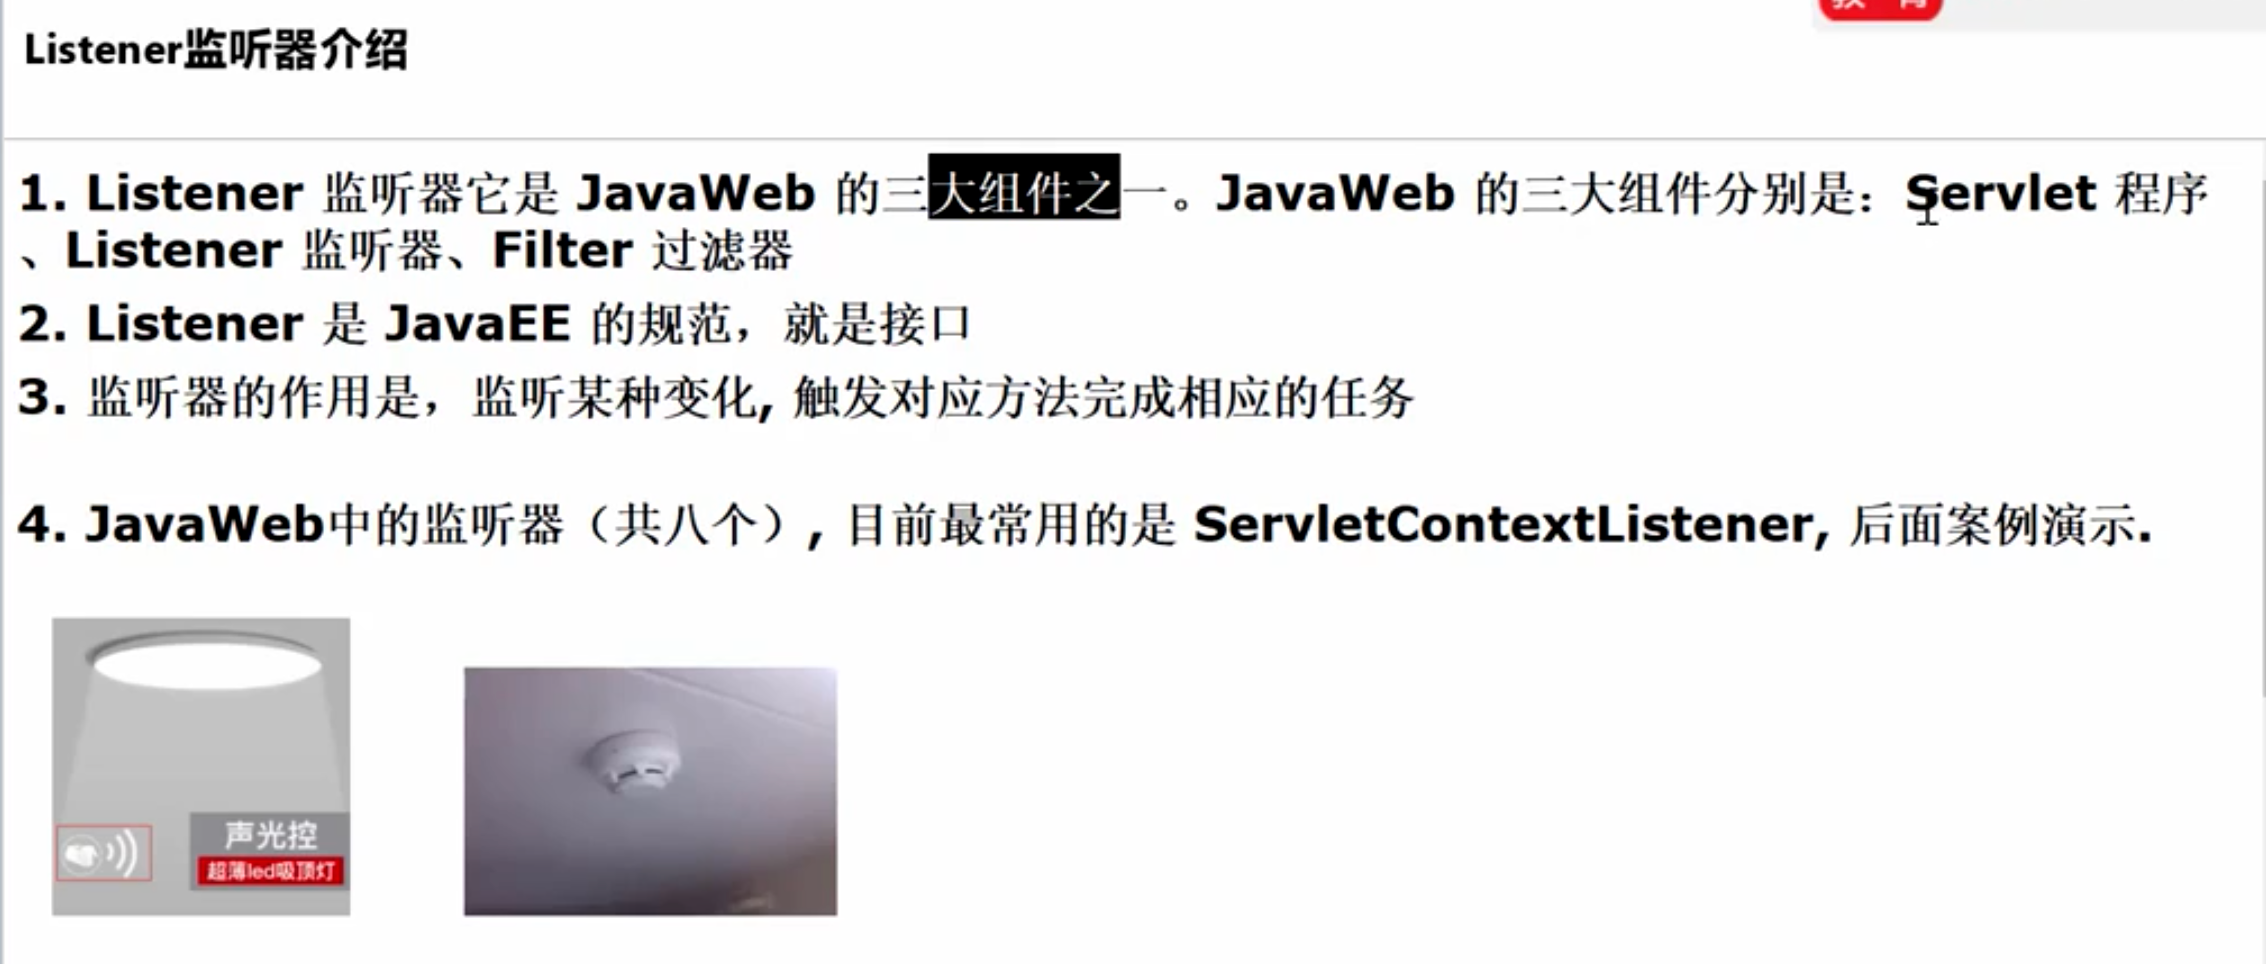 Listener监听器介绍
1. Listener 监听器它是 JavaWeb 的三大组件之一。JavaWeb 的三大组件分别是：Servlet 程序
、Listener 监听器、Filter 过滤器
2. Listener 是 JavaEE 的规范，就是接口
3. 监听器的作用是，监听某种变化, 触发对应方法完成相应的任务
4. JavaWeb中的监听器（共八个）, 目前最常用的是 ServletContextListener, 后面案例演示.
声光控
超薄led吸顶灯